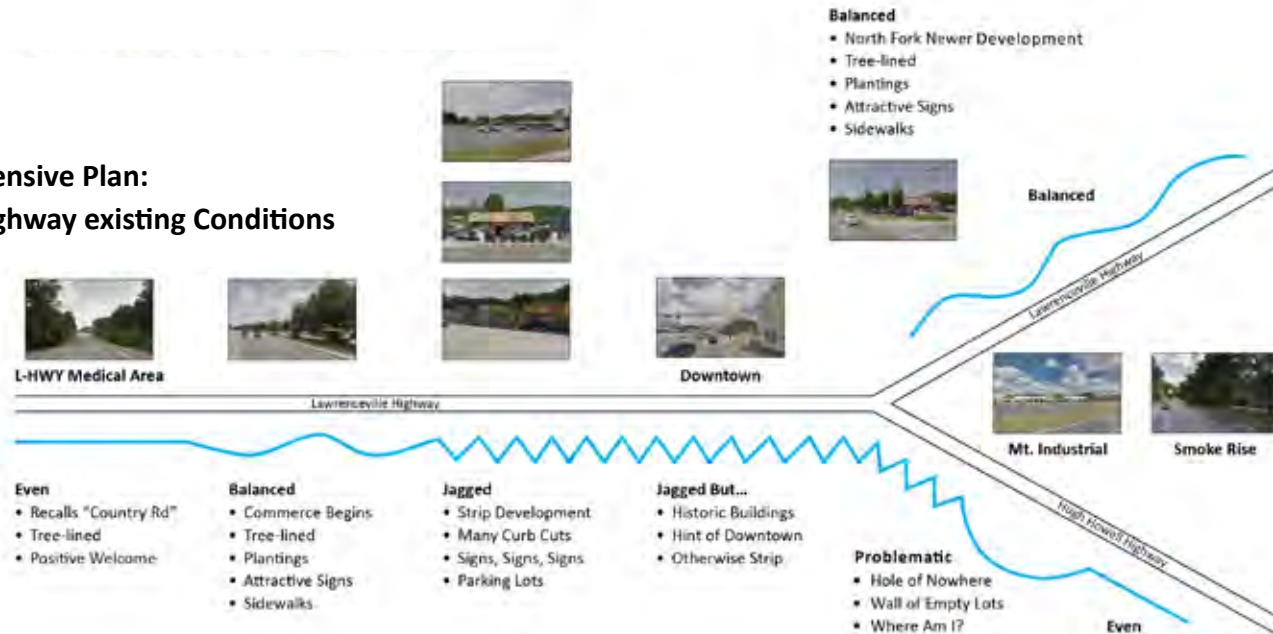 ensive Plan:
ghway existing Conditions
Balanced
• North Fork Newer Development
• Tree-lined
• Plantings
• Attractive Signs
• Sidewalks
Balanced
Lawrenceville Highway
L-HWY Medical Area
Downtown
Lawrenceville Highway
Mt. Industrial
Smoke Rise
Hugh Howell Highway
Even
• Recalls "Country Rd"
• Tree-lined
• Positive Welcome
Balanced
• Commerce Begins
• Tree-lined
• Plantings
• Attractive Signs
• Sidewalks
Jagged
• Strip Development
• Many Curb Cuts
• Signs, Signs, Signs
• Parking Lots
Jagged But...
• Historic Buildings
• Hint of Downtown
• Otherwise Strip
Problematic
• Hole of Nowhere
• Wall of Empty Lots
• Where Am I?
Even